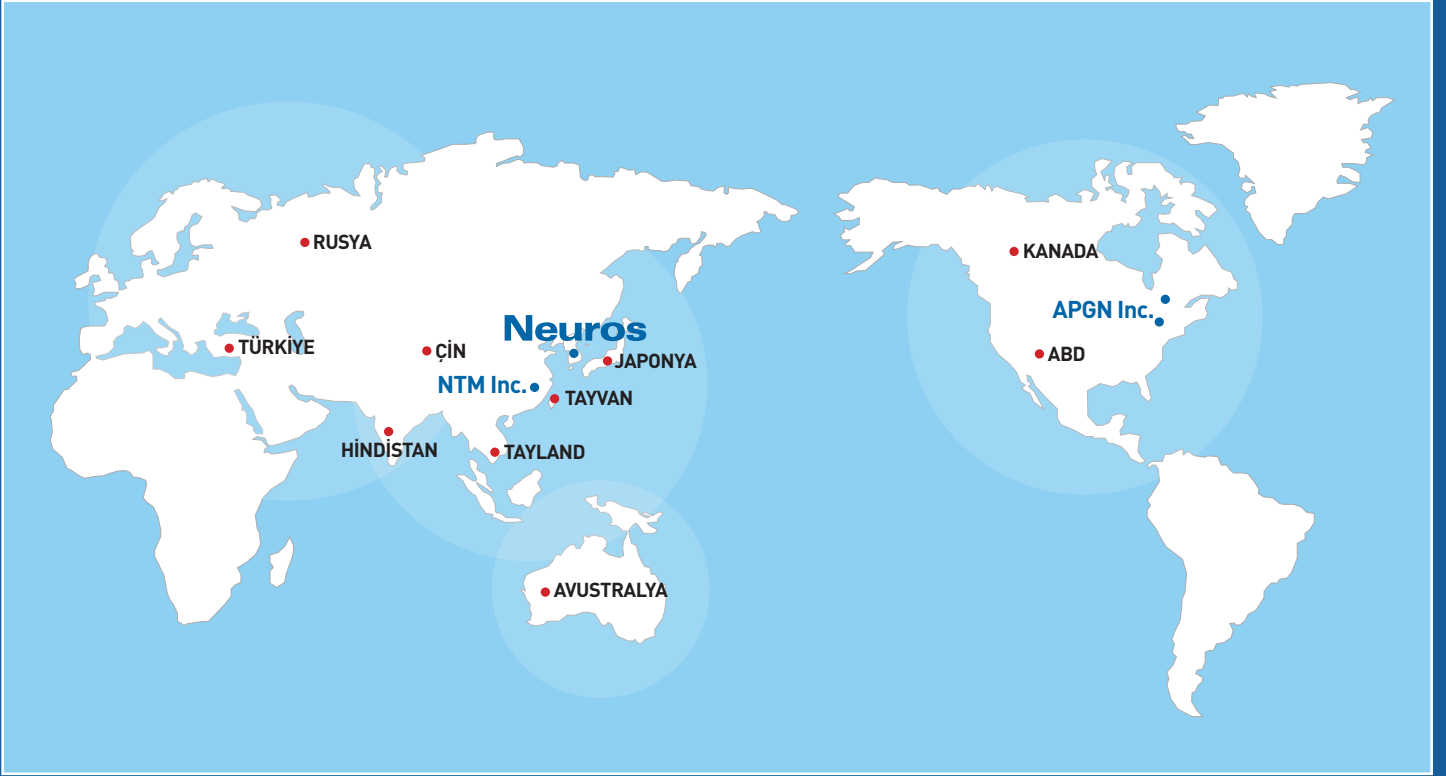 RUSYA
KANADA
APGN Inc.
Neuros
TÜRKİYE
ÇİN
JAPONYA
ABD
NTM Inc.
TAYVAN
HİNDİSTAN
TAYLAND
AVUSTRALYA